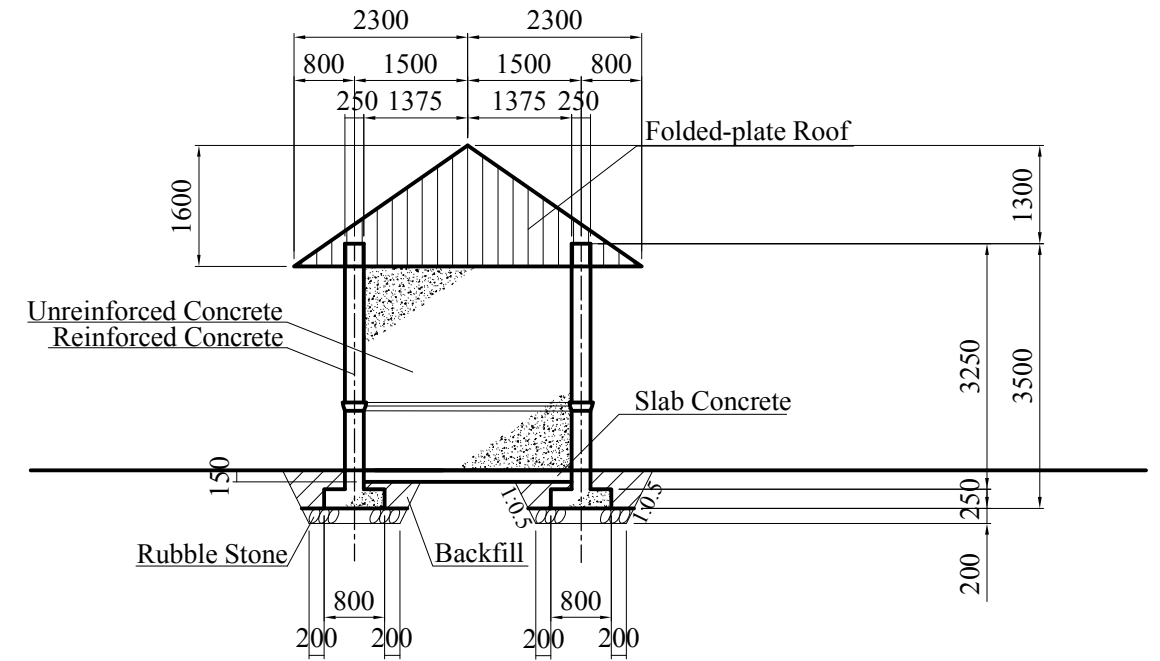 2300 2300
800 1500 1500 800
250 1375 1375 250
Folded-plate Roof
1600
1300
Unreinforced Concrete
Reinforced Concrete
3250
3500
Slab Concrete
150
1:0.5
1:0.5
250
Rubble Stone
Backfill
200
800 800
200 200 200 200